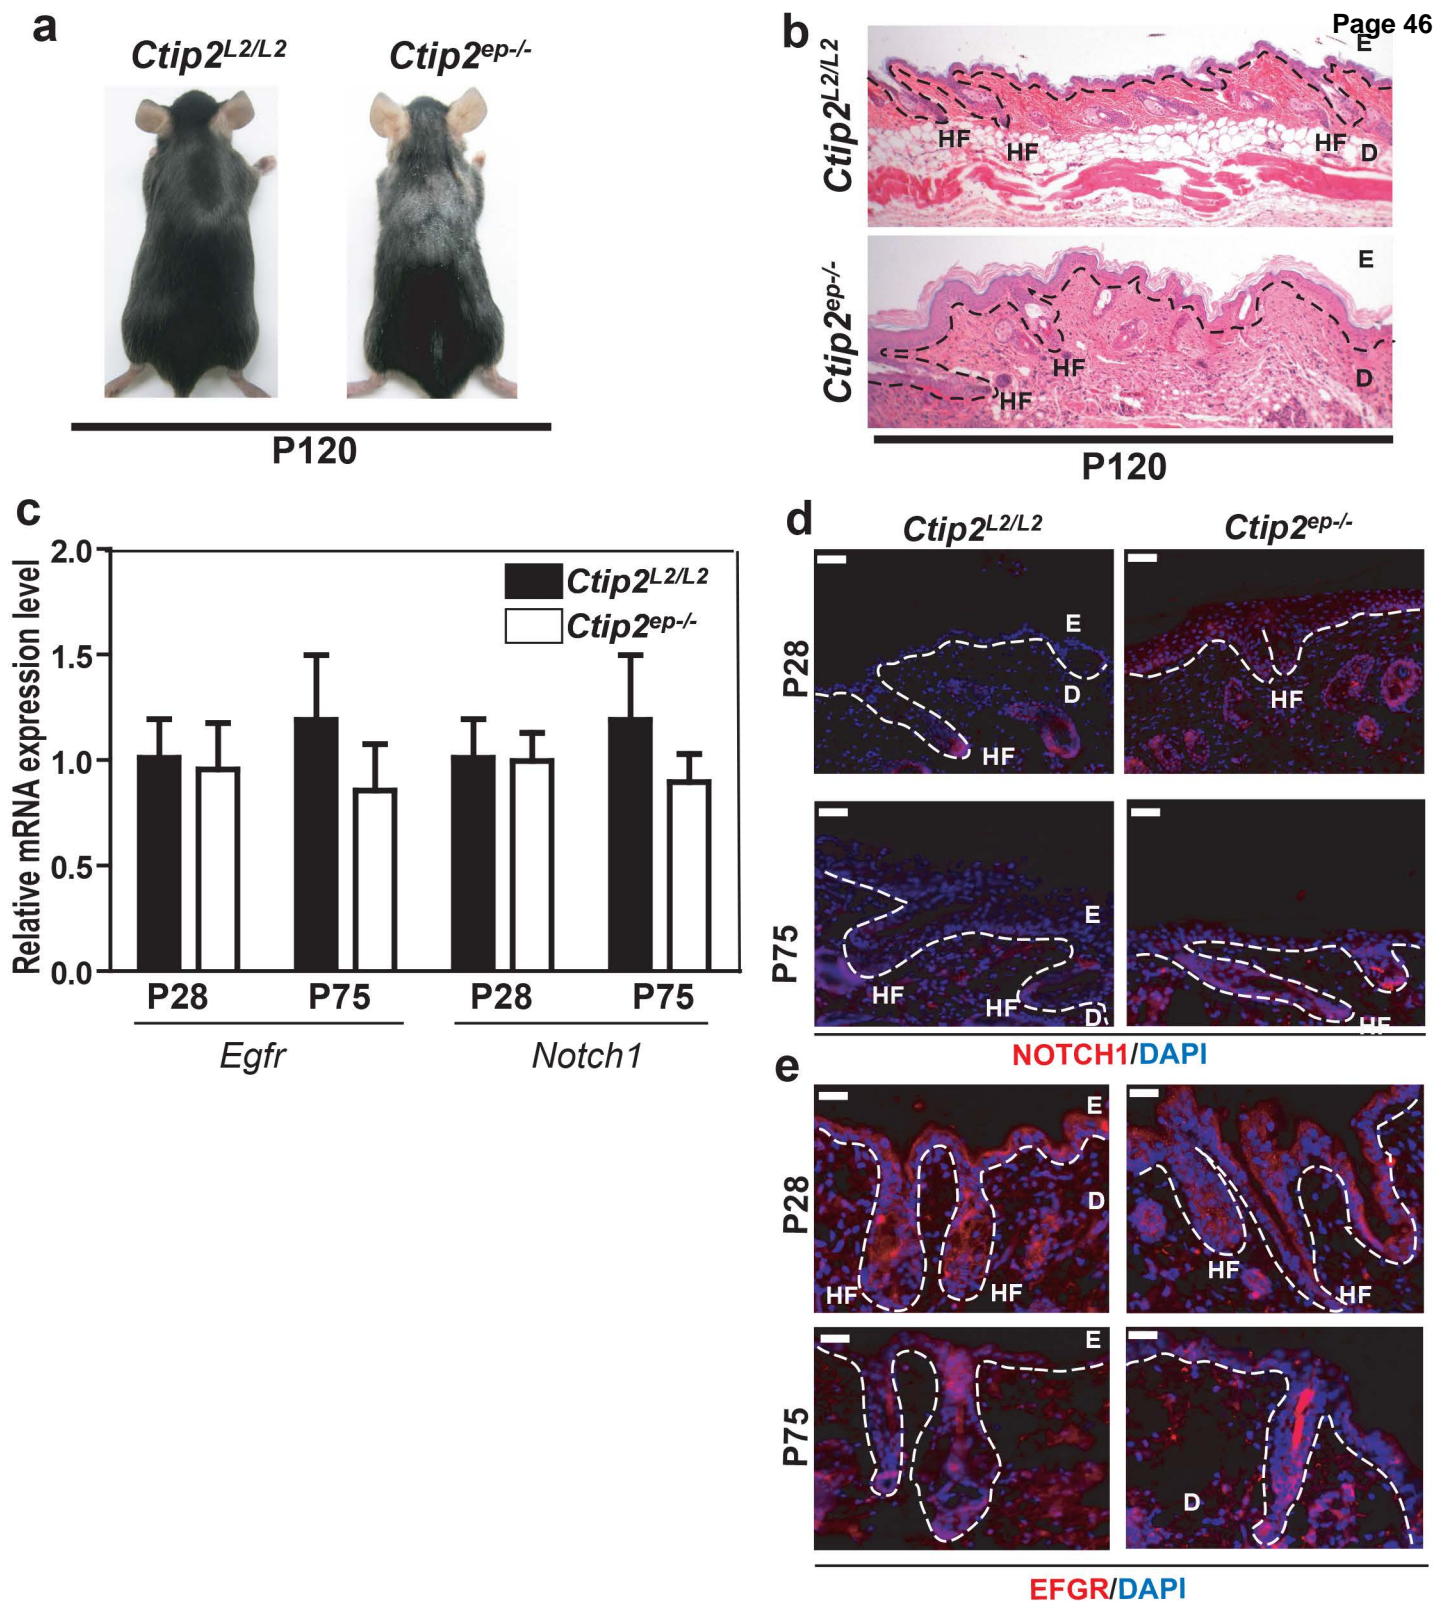 Page 46
a
Ctip2L2/L2 Ctip2ep-/-
P120
b
Ctip2L2/L2
E
HF HF HF D
Ctip2ep-/-
E
HF
HF
D
P120
c
Relative mRNA expression level
2.0
1.5
1.0
0.5
0.0
Ctip2L2/L2
Ctip2ep-/-
P28 P75 P28 P75
Egfr Notch1
d
Ctip2L2/L2 Ctip2ep-/-
P28
E
D
HF
HF
P75
E
HF
HF
D
HF
NOTCH1/DAPI
e
P28
E
D
HF HF
HF
HF
P75
E
D
EFGR/DAPI